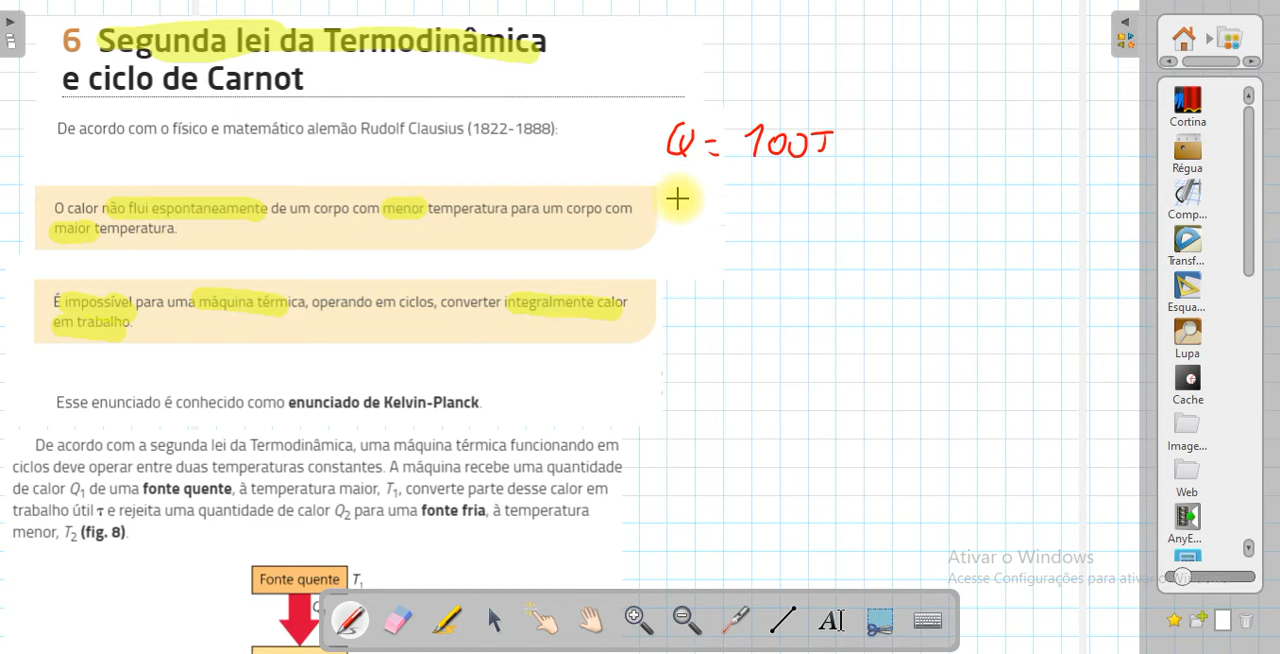 6 Segunda lei da Termodinâmica
e ciclo de Carnot
De acordo com o físico e matemático alemão Rudolf Clausius (1822-1888):
Q = 100J
O calor não flui espontaneamente de um corpo com menor temperatura para um corpo com
maior temperatura.
É impossível para uma máquina térmica, operando em ciclos, converter integralmente calor
em trabalho.
Esse enunciado é conhecido como enunciado de Kelvin-Planck.
De acordo com a segunda lei da Termodinâmica, uma máquina térmica funcionando em
ciclos deve operar entre duas temperaturas constantes. A máquina recebe uma quantidade
de calor Q1 de uma fonte quente, à temperatura maior, T1, converte parte desse calor em
trabalho útil τ e rejeita uma quantidade de calor Q2 para uma fonte fria, à temperatura
menor, T2 (fig. 8).
Fonte quente T1
Q
Ativar o Windows
Acesse Configurações para ativar o Windows.
AI
Cortina
Régua
Comp...
Transf...
Esqua...
Lupa
Cache
Image...
Web
AnyE...